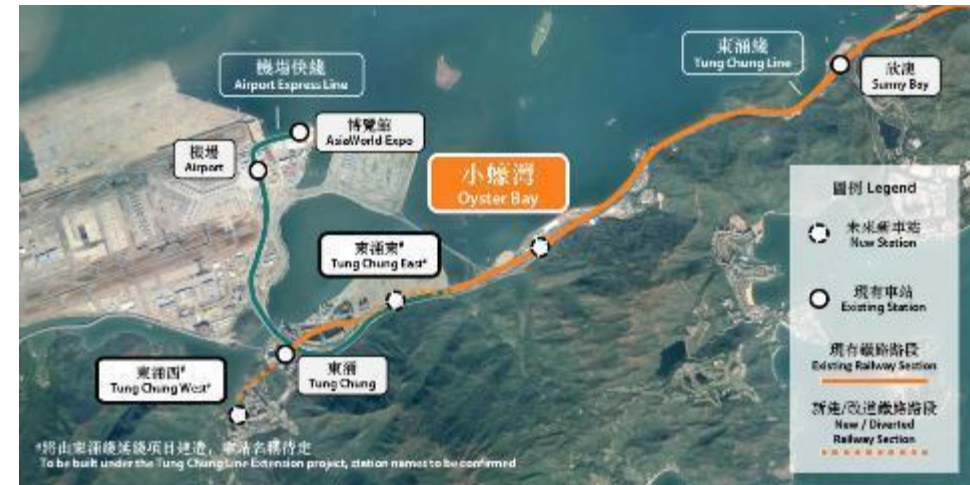 機場快綫
Airport Express Line
東涌綫
Tung Chung Line
欣澳
Sunny Bay
博覽館
AsiaWorld Expo
機場
Airport
小蠔灣
Oyster Bay
東涌東#
Tung Chung East#
東涌西#
Tung Chung West#
東涌
Tung Chung
圖例 Legend
未來新車站
New Station
現有車站
Existing Station
現有鐵路路段
Existing Railway Section
新建/改道鐵路路段
New / Diverted
Railway Section
#將由東涌綫延綫項目建造，車站名稱待定
To be built under the Tung Chung Line Extension project, station names to be confirmed